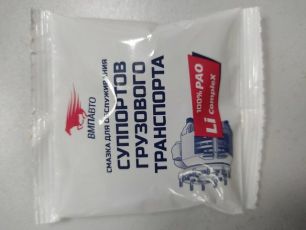 ВМПАВТО
СМАЗКА ДЛЯ ОБСЛУЖИВАНИЯ
СУППОРТОВ
ГРУЗОВОГО
ТРАНСПОРТА
100% PAO
Li
Complex